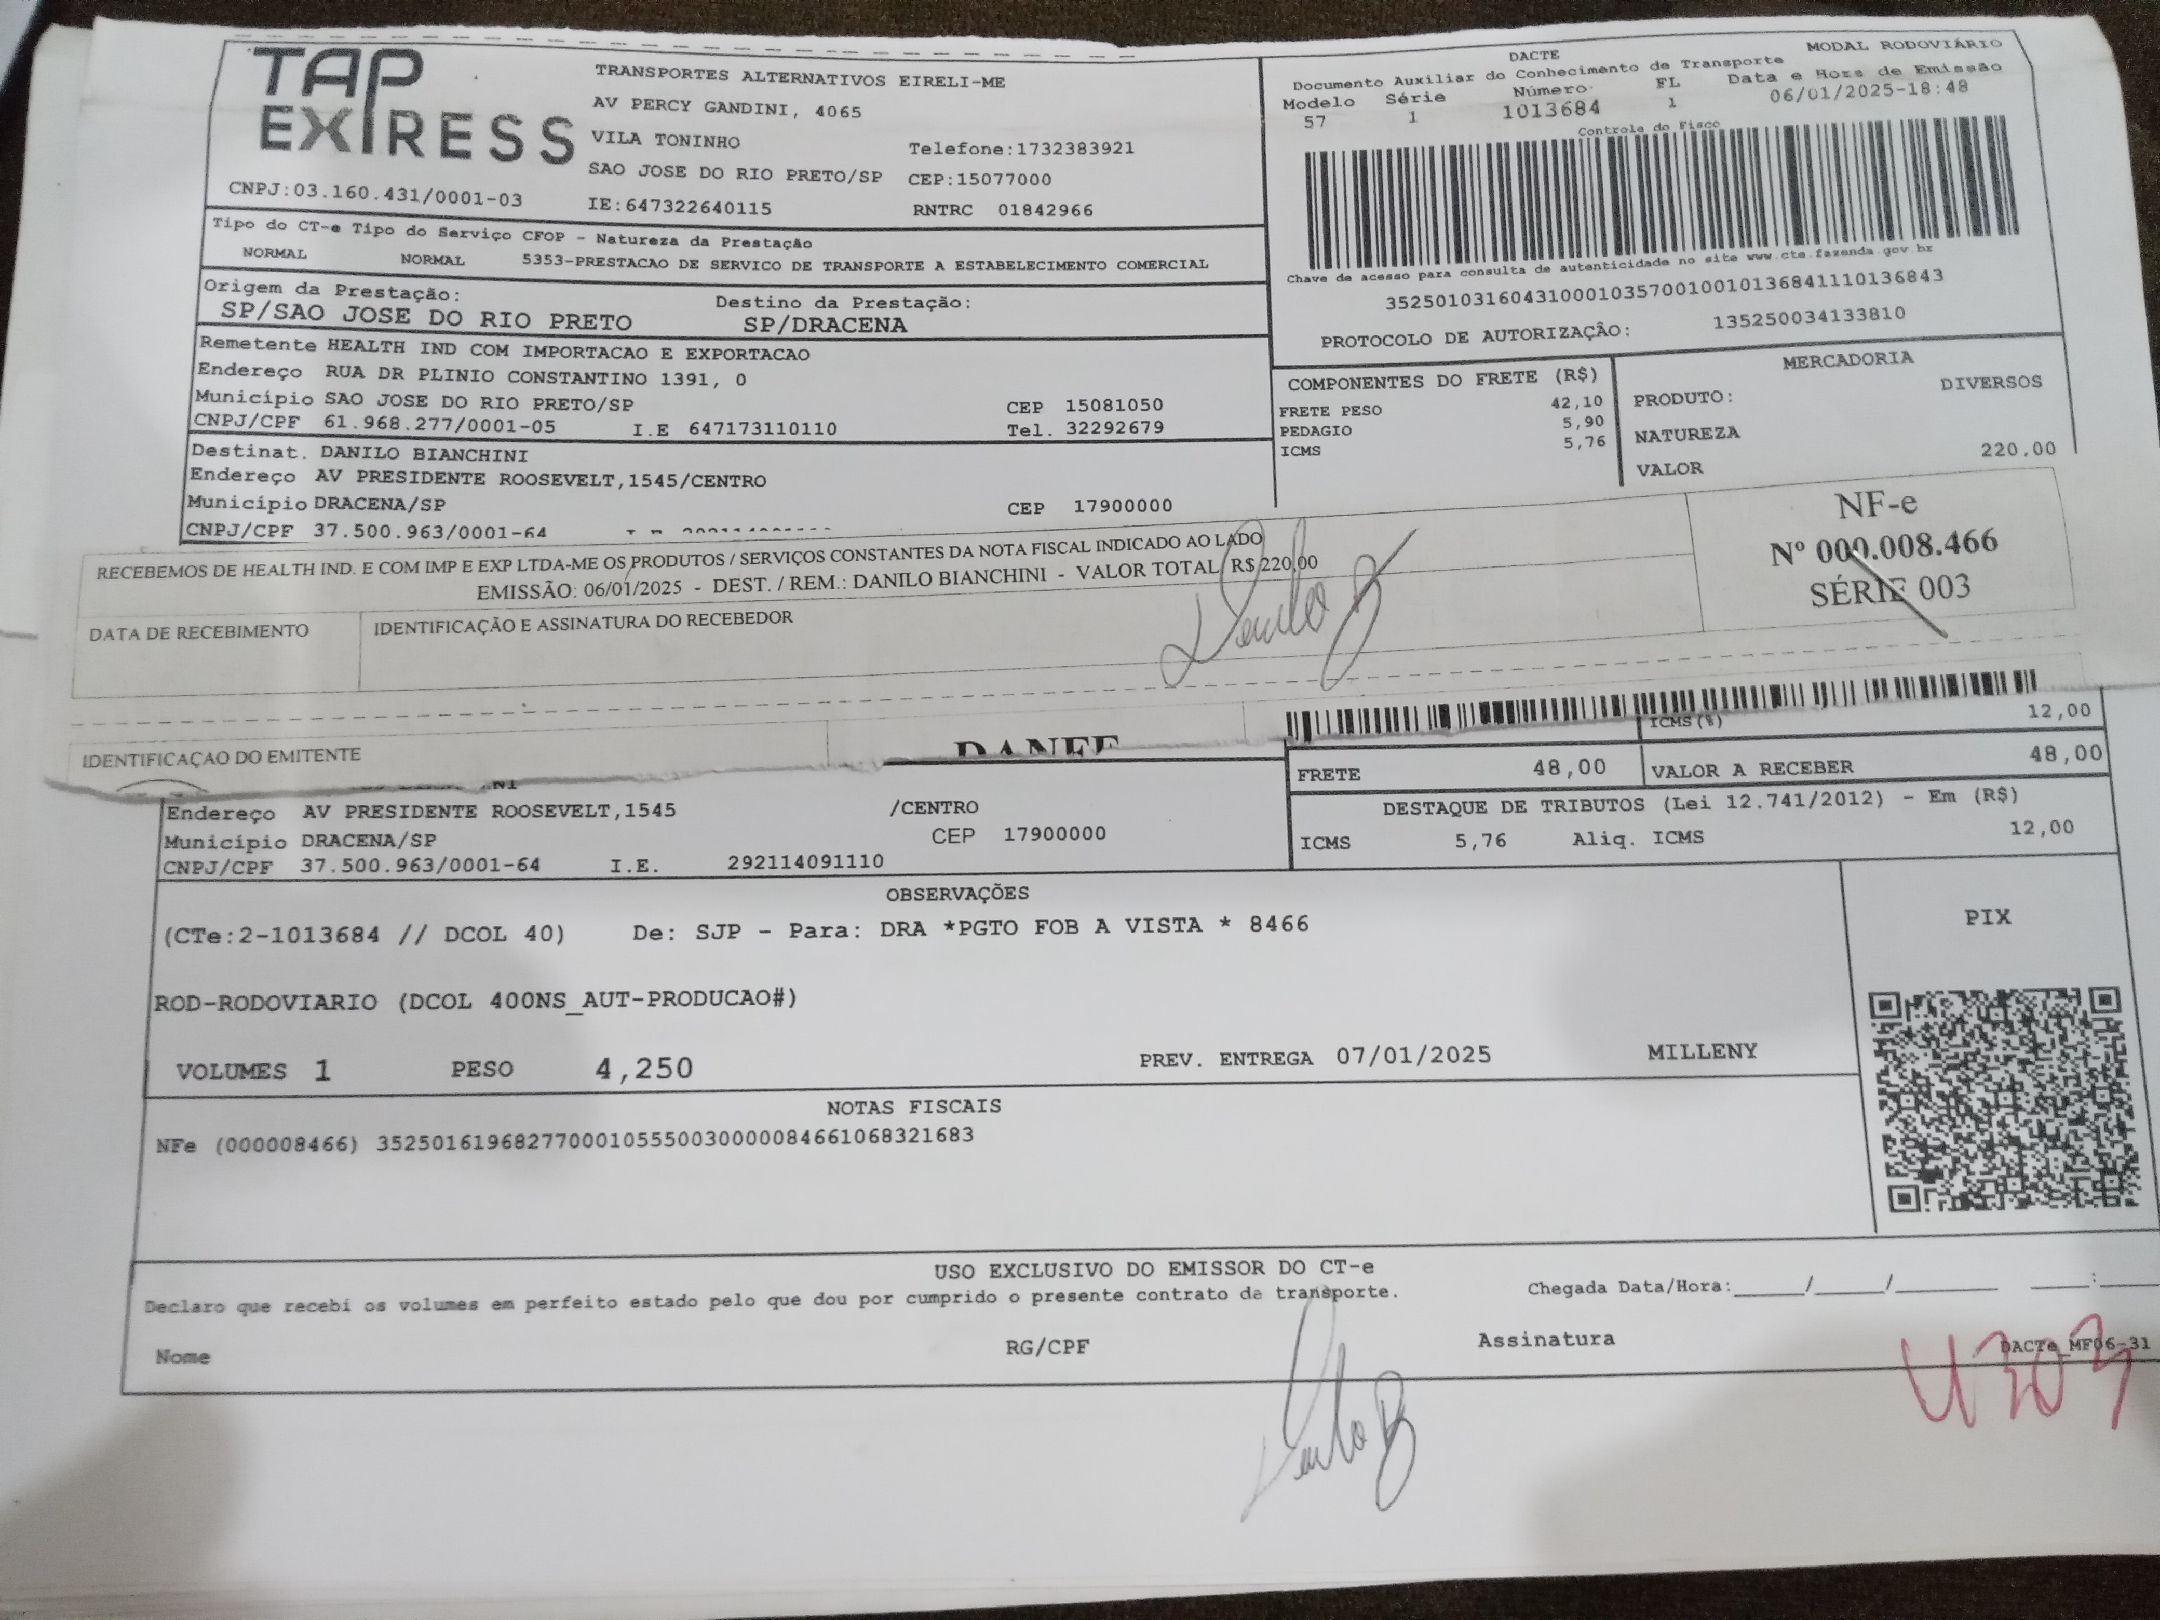 TAP EXPRESS
TRANSPORTES ALTERNATIVOS EIRELI-ME
AV PERCY GANDINI, 4065
VILA TONINHO Telefone:1732383921
SAO JOSE DO RIO PRETO/SP CEP:15077000
CNPJ:03.160.431/0001-03 IE:647322640115 RNTRC 01842966
DACTE MODAL RODOVIÁRIO
Documento Auxiliar do Conhecimento de Transporte
Modelo Série Número FL Data e Hora de Emissão
57 1 1013684 1 06/01/2025-18:48
Controle do Fisco
Chave de acesso para consulta de autenticidade no site www.cte.fazenda.gov.br
35250103160431000103570010010136841110136843
PROTOCOLO DE AUTORIZAÇÃO: 135250034133810
Tipo do CT-e Tipo do Serviço CFOP - Natureza da Prestação
NORMAL NORMAL 5353-PRESTACAO DE SERVICO DE TRANSPORTE A ESTABELECIMENTO COMERCIAL
Origem da Prestação: Destino da Prestação:
SP/SAO JOSE DO RIO PRETO SP/DRACENA
Remetente HEALTH IND COM IMPORTACAO E EXPORTACAO
Endereço RUA DR PLINIO CONSTANTINO 1391, 0
Município SAO JOSE DO RIO PRETO/SP CEP 15081050
CNPJ/CPF 61.968.277/0001-05 I.E 647173110110 Tel. 32292679
Destinat. DANILO BIANCHINI
Endereço AV PRESIDENTE ROOSEVELT,1545/CENTRO
Município DRACENA/SP CEP 17900000
CNPJ/CPF 37.500.963/0001-64
COMPONENTES DO FRETE (R$)
FRETE PESO 42,10
PEDAGIO 5,90
ICMS 5,76
MERCADORIA
PRODUTO: DIVERSOS
NATUREZA
VALOR 220,00
RECEBEMOS DE HEALTH IND. E COM IMP E EXP LTDA-ME OS PRODUTOS / SERVIÇOS CONSTANTES DA NOTA FISCAL INDICADO AO LADO
EMISSÃO: 06/01/2025 - DEST. / REM.: DANILO BIANCHINI - VALOR TOTAL R$ 220,00
DATA DE RECEBIMENTO IDENTIFICAÇÃO E ASSINATURA DO RECEBEDOR
Danilo B
NF-e
Nº 000.008.466
SÉRIE 003
IDENTIFICAÇÃO DO EMITENTE DANFE
ICMS(%) 12,00
FRETE 48,00 VALOR A RECEBER 48,00
DESTAQUE DE TRIBUTOS (Lei 12.741/2012) - Em (R$)
ICMS 5,76 Aliq. ICMS 12,00
Endereço AV PRESIDENTE ROOSEVELT,1545 /CENTRO
Município DRACENA/SP CEP 17900000
CNPJ/CPF 37.500.963/0001-64 I.E. 292114091110
OBSERVAÇÕES
(CTe:2-1013684 // DCOL 40) De: SJP - Para: DRA *PGTO FOB A VISTA * 8466
ROD-RODOVIARIO (DCOL 400NS_AUT-PRODUCAO#)
VOLUMES 1 PESO 4,250 PREV. ENTREGA 07/01/2025 MILLENY
PIX
NOTAS FISCAIS
NFe (000008466) 35250161968277000105550030000084661068321683
USO EXCLUSIVO DO EMISSOR DO CT-e
Declaro que recebi os volumes em perfeito estado pelo que dou por cumprido o presente contrato de transporte. Chegada Data/Hora:______/______/_________ ____:____
Nome RG/CPF Assinatura DACTe_MF06-31
Danilo B